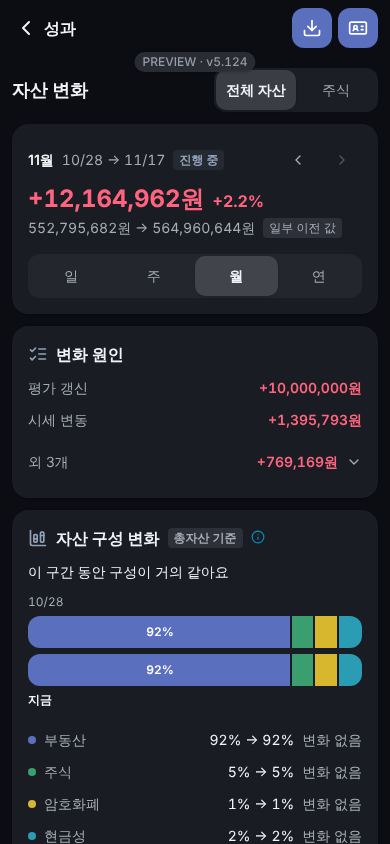 성과
PREVIEW · v5.124
자산 변화
전체 자산 주식
11월 10/28 → 11/17 진행 중
+12,164,962원 +2.2%
552,795,682원 → 564,960,644원 일부 이전 값
일 주 월 연
변화 원인
평가 갱신 +10,000,000원
시세 변동 +1,395,793원
외 3개 +769,169원
자산 구성 변화 총자산 기준
이 구간 동안 구성이 거의 같아요
10/28
92%
92%
지금
부동산 92% → 92% 변화 없음
주식 5% → 5% 변화 없음
암호화폐 1% → 1% 변화 없음
현금성 2% → 2% 변화 없음